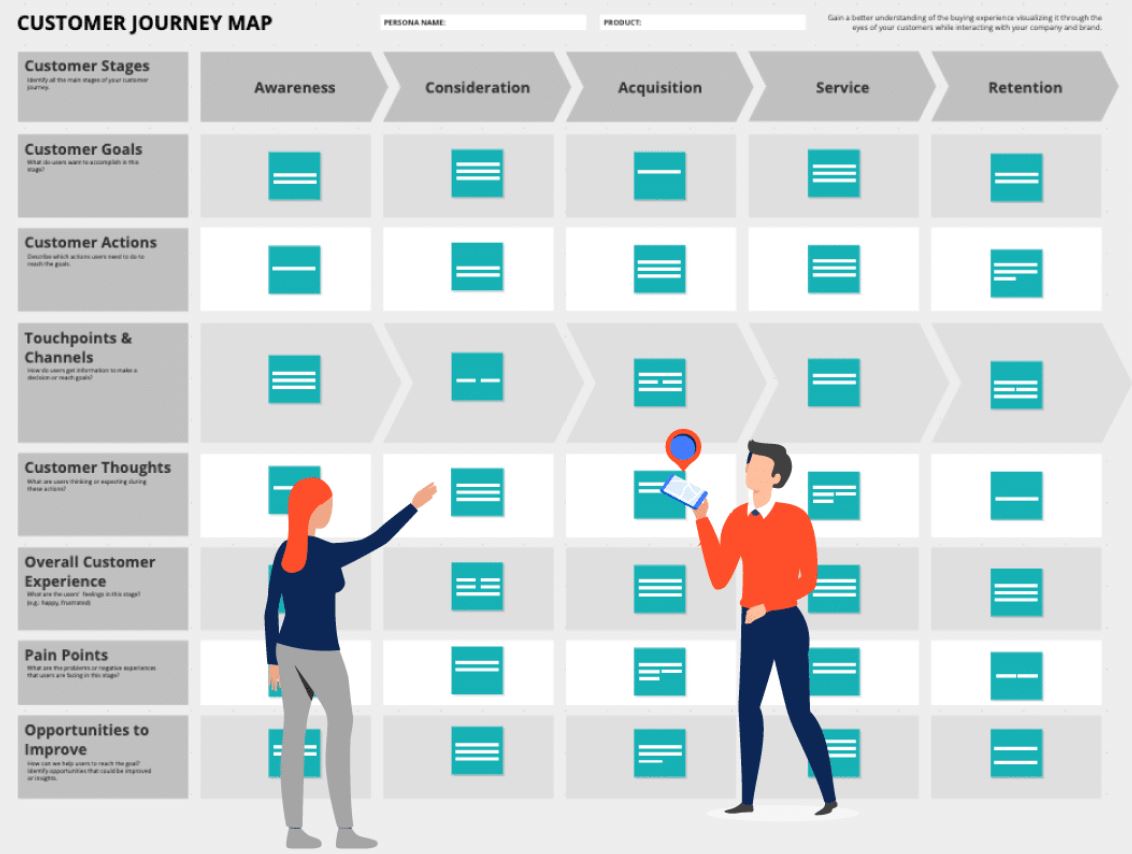 CUSTOMER JOURNEY MAP
PERSONA NAME:
PRODUCT:
Gain a better understanding of the buying experience visualizing it through the
eyes of your customers while interacting with your company and brand.
Customer Stages
Identify all the main stages of your customer
journey.
Awareness
Consideration
Acquisition
Service
Retention
Customer Goals
What do users want to accomplish in this
stage?
Customer Actions
Describe which actions users need to do to
reach the goals.
Touchpoints &
Channels
How do users get information to make a
decision or reach goals?
Customer Thoughts
What are users thinking or expecting during
these actions?
Overall Customer
Experience
What are the users' feelings in this stage?
(e.g.: happy, frustrated)
Pain Points
What are the problems or negative experiences
that users are facing in this stage?
Opportunities to
Improve
How can we help users to reach the goal?
Identify opportunities that could be improved
or insights.